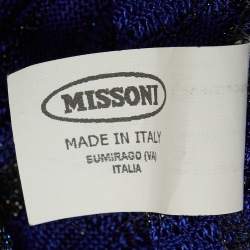 MISSONI
MADE IN ITALY
SUMIRAGO (VA)
ITALIA